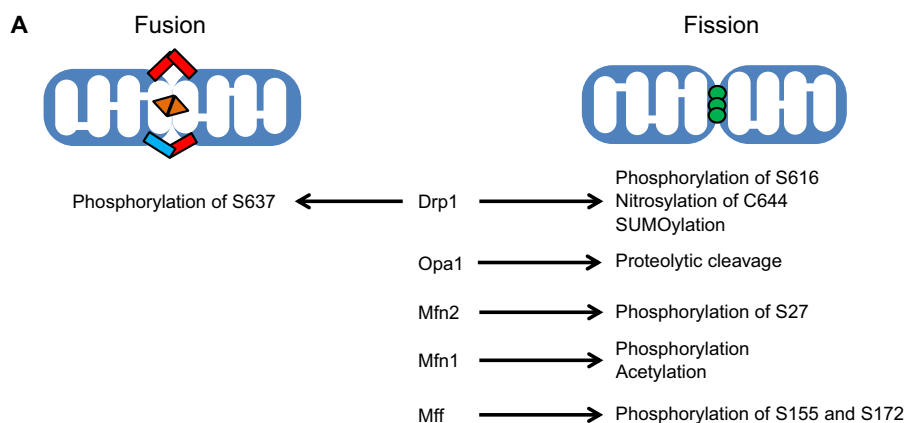 A
Fusion
Fission
Phosphorylation of S637
Drp1
Phosphorylation of S616
Nitrosylation of C644
SUMOylation
Opa1
Proteolytic cleavage
Mfn2
Phosphorylation of S27
Mfn1
Phosphorylation
Acetylation
Mff
Phosphorylation of S155 and S172